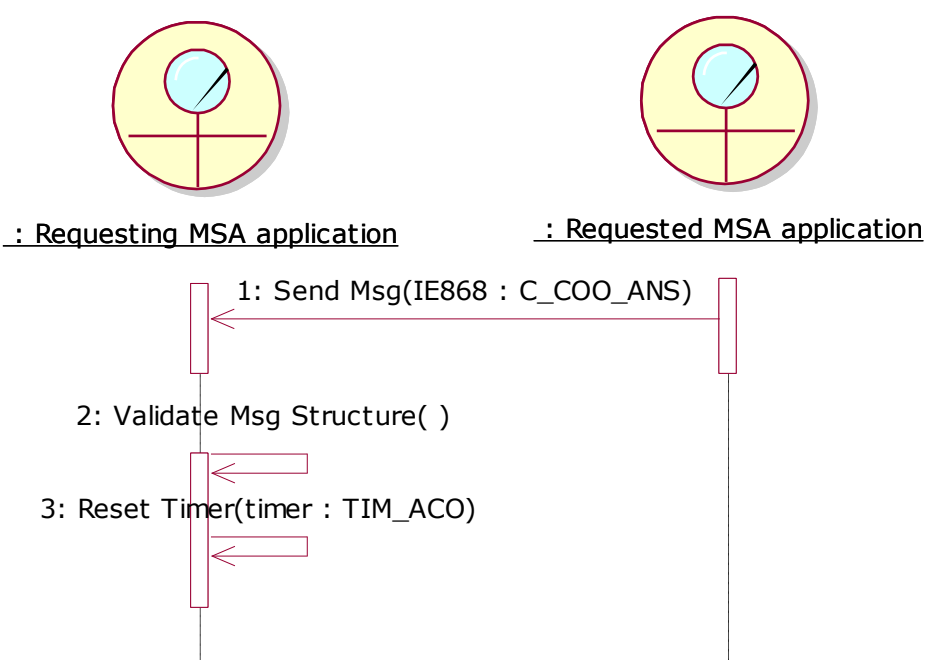 : Requesting MSA application
: Requested MSA application
1: Send Msg(IE868 : C_COO_ANS)
2: Validate Msg Structure( )
3: Reset Timer(timer : TIM_ACO)